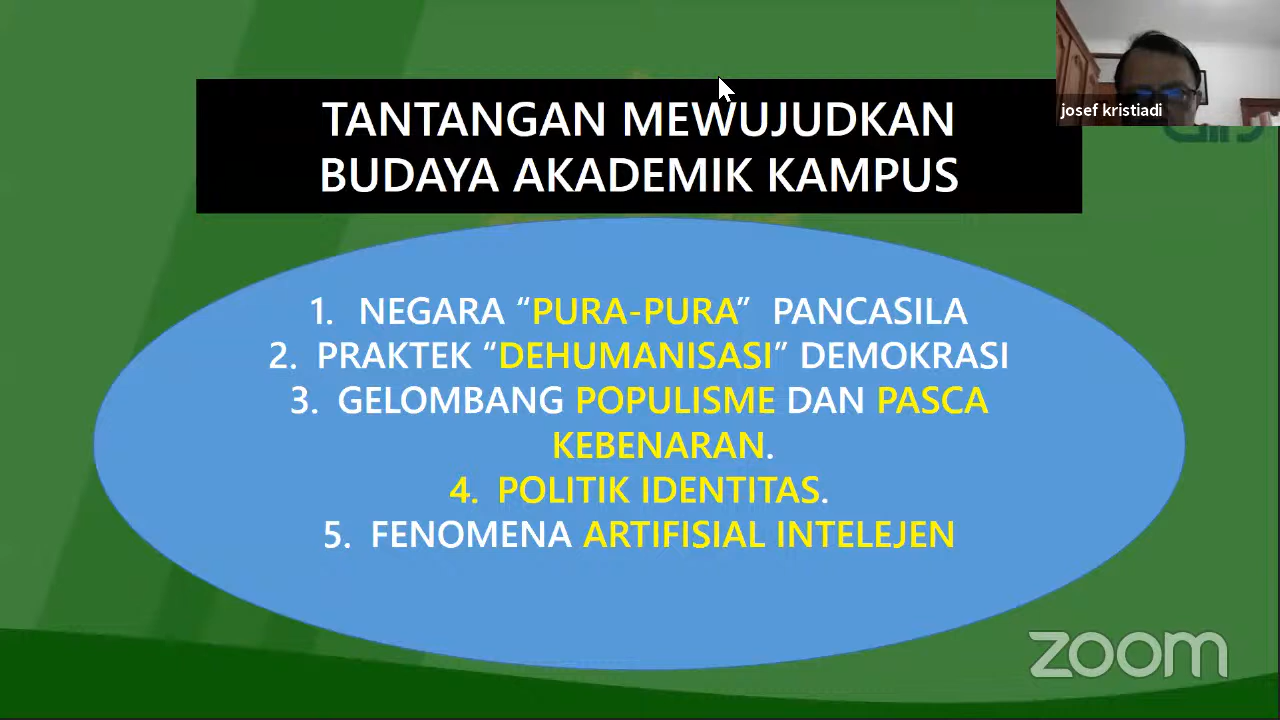 TANTANGAN MEWUJUDKAN
BUDAYA AKADEMIK KAMPUS
josef kristiadi
1. NEGARA “PURA-PURA” PANCASILA
2. PRAKTEK “DEHUMANISASI” DEMOKRASI
3. GELOMBANG POPULISME DAN PASCA
KEBENARAN.
4. POLITIK IDENTITAS.
5. FENOMENA ARTIFISIAL INTELEJEN
zoom